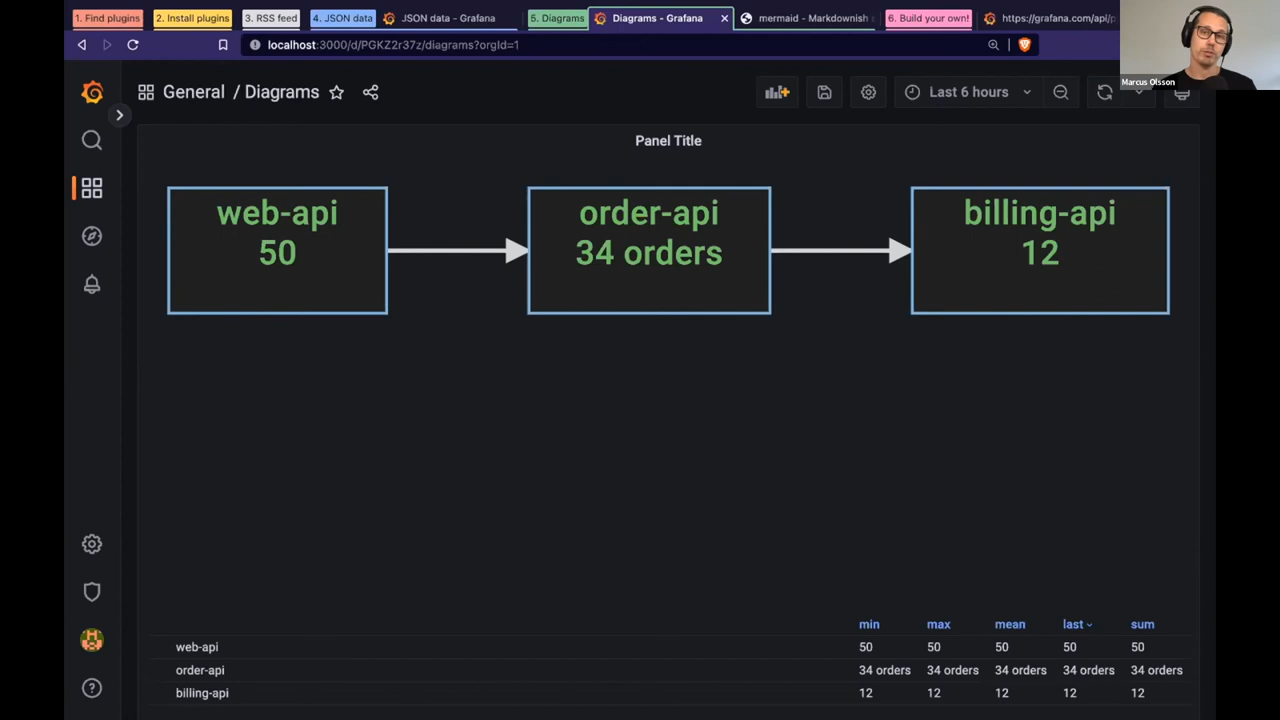 1. Find plugins 2. Install plugins 3. RSS feed 4. JSON data JSON data - Grafana 5. Diagrams Diagrams - Grafana mermaid - Markdownish s 6. Build your own! https://grafana.com/api/p
localhost:3000/d/PGKZ2r37z/diagrams?orgId=1
Marcus Olsson
General / Diagrams Last 6 hours
Panel Title
web-api order-api billing-api
50 34 orders 12
min max mean last sum
web-api 50 50 50 50 50
order-api 34 orders 34 orders 34 orders 34 orders 34 orders
billing-api 12 12 12 12 12